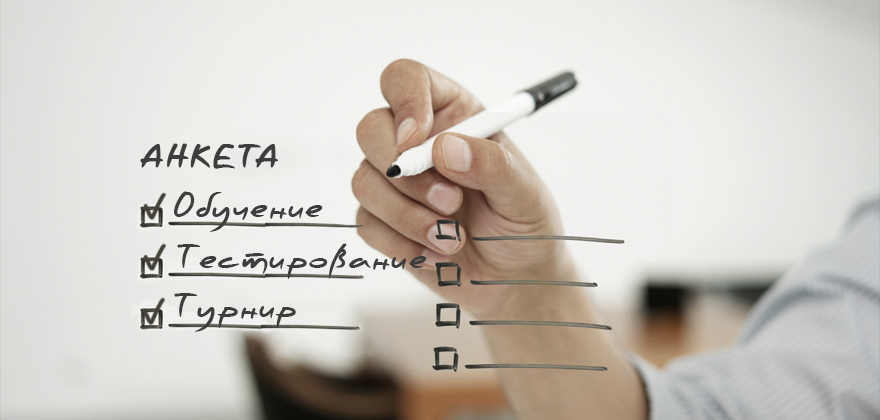 АНКЕТА
Обучение
Тестирование
Турнир